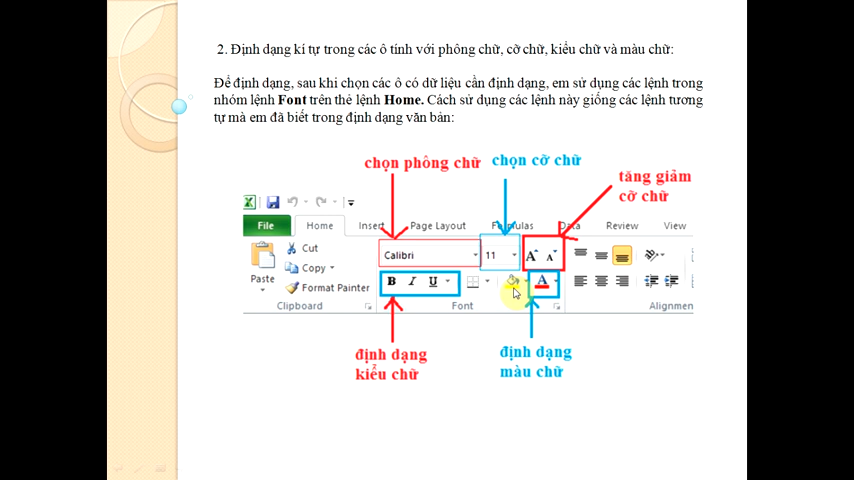 2. Định dạng kí tự trong các ô tính với phông chữ, cỡ chữ, kiểu chữ và màu chữ:
Để định dạng, sau khi chọn các ô có dữ liệu cần định dạng, em sử dụng các lệnh trong
nhóm lệnh Font trên thẻ lệnh Home. Cách sử dụng các lệnh này giống các lệnh tương
tự mà em đã biết trong định dạng văn bản:
chọn phông chữ
chọn cỡ chữ
tăng giảm
cỡ chữ
File Home Insert Page Layout Formulas Data Review View
Paste
Cut
Copy
Format Painter
Clipboard
Calibri 11 A A
B I U A
Font
Alignmen
định dạng
kiểu chữ
định dạng
màu chữ